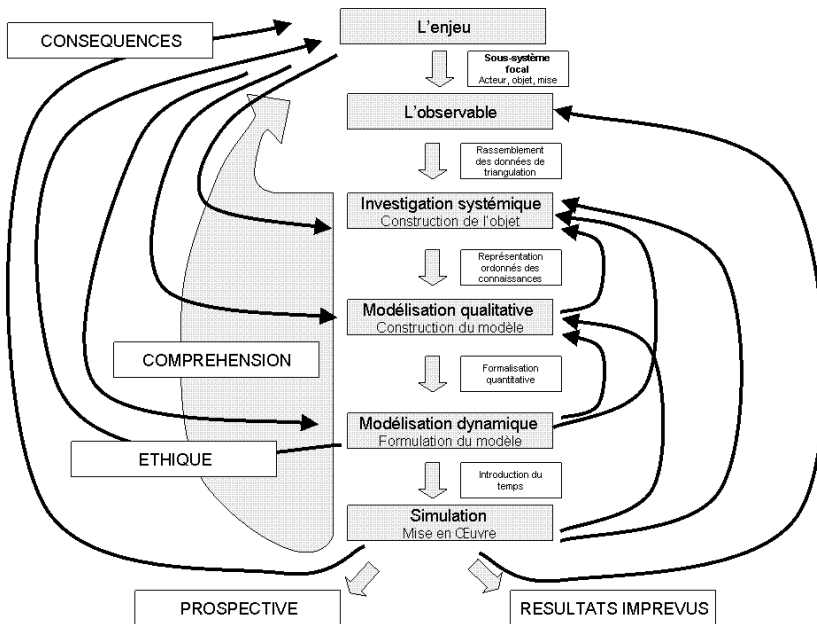 CONSEQUENCES
L'enjeu
Sous-système
focal
Acteur, objet, mise
L'observable
Rassemblement
des données de
triangulation
Investigation systémique
Construction de l'objet
Représentation
ordonnés des
connaissances
Modélisation qualitative
Construction du modèle
COMPREHENSION
Formalisation
quantitative
Modélisation dynamique
Formulation du modèle
ETHIQUE
Introduction du
temps
Simulation
Mise en Œuvre
PROSPECTIVE
RESULTATS IMPREVUS